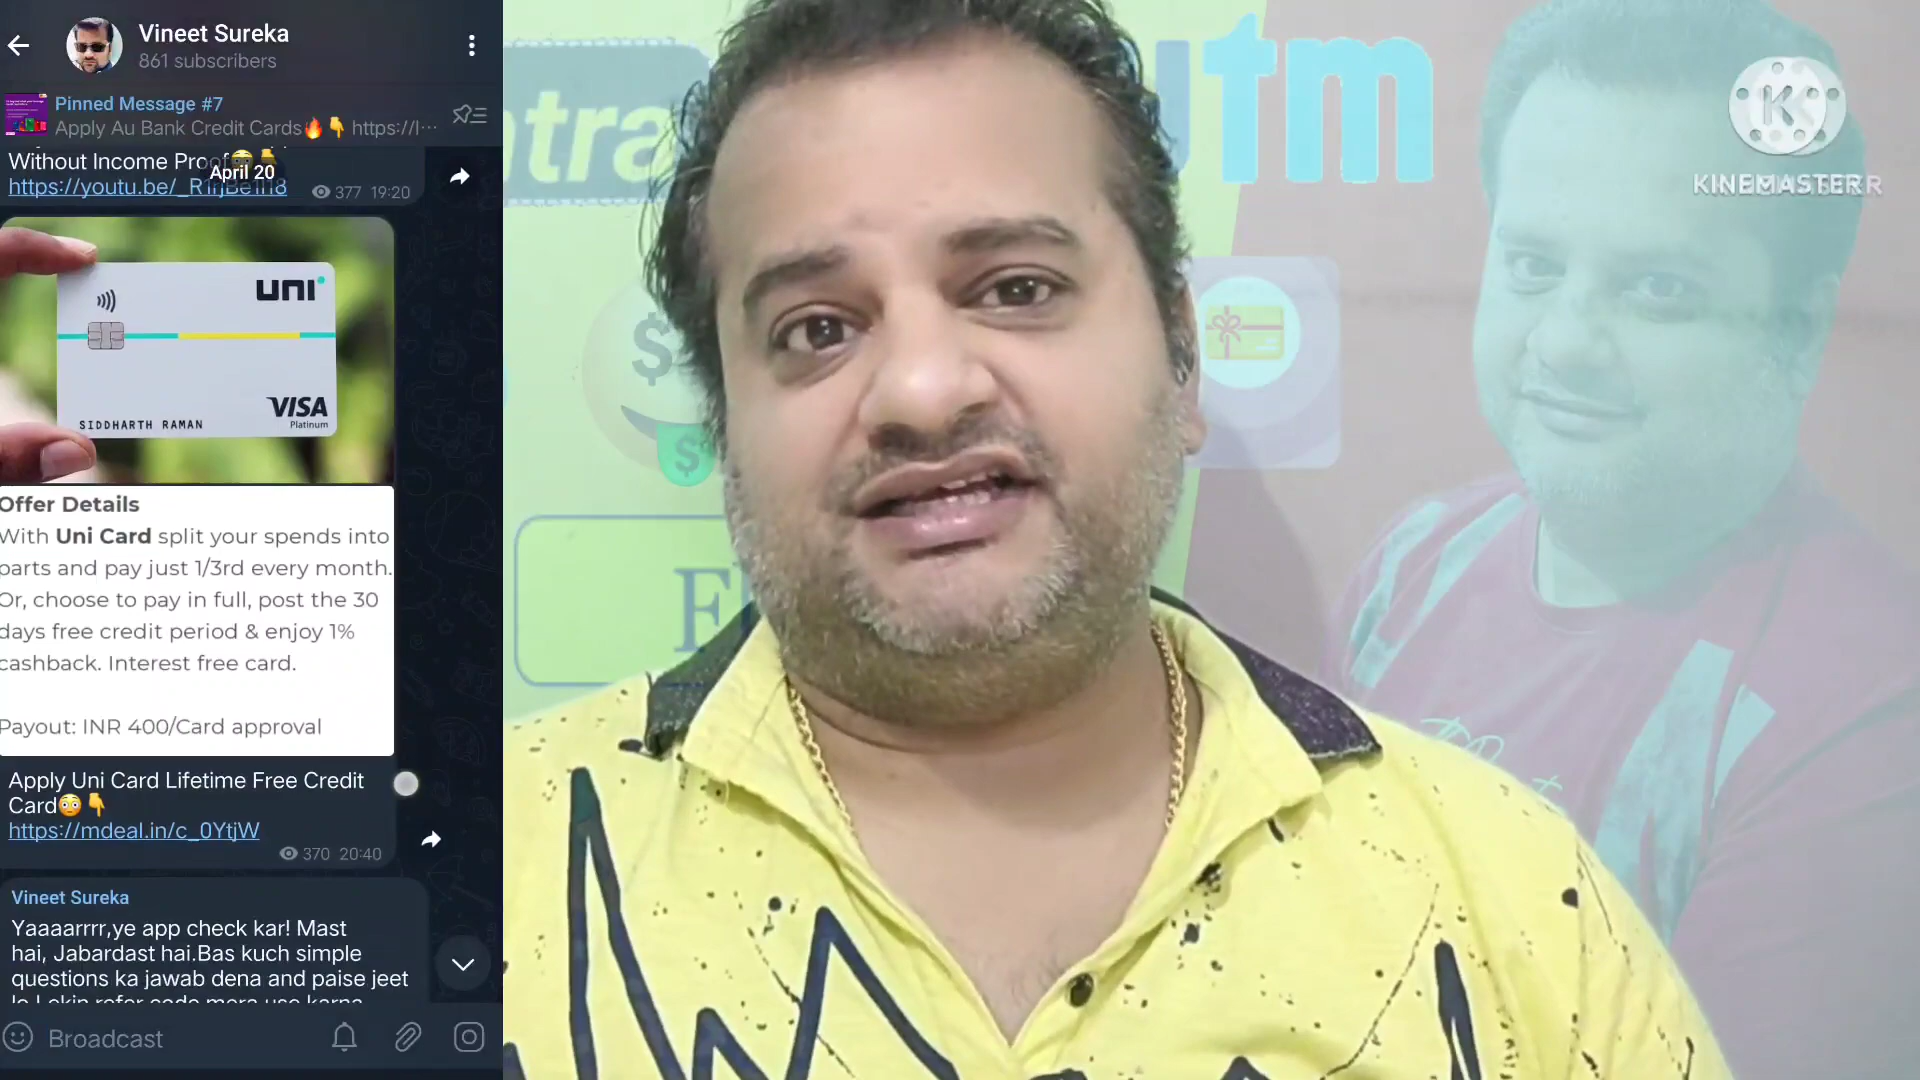 Vineet Sureka
861 subscribers
Pinned Message #7
Apply Au Bank Credit Cards🔥👇 https://l...
Without Income Proof😳👇
April 20
377 19:20
uni
VISA
Platinum
SIDDHARTH RAMAN
Offer Details
With Uni Card split your spends into
parts and pay just 1/3rd every month.
Or, choose to pay in full, post the 30
days free credit period & enjoy 1%
cashback. Interest free card.
Payout: INR 400/Card approval
Apply Uni Card Lifetime Free Credit
Card😳👇
https://mdeal.in/c_0YtjW
370 20:40
Vineet Sureka
Yaaaarrrr,ye app check kar! Mast
hai, Jabardast hai.Bas kuch simple
questions ka jawab dena and paise jeet
Broadcast
ntra
tm
KINEMASTER